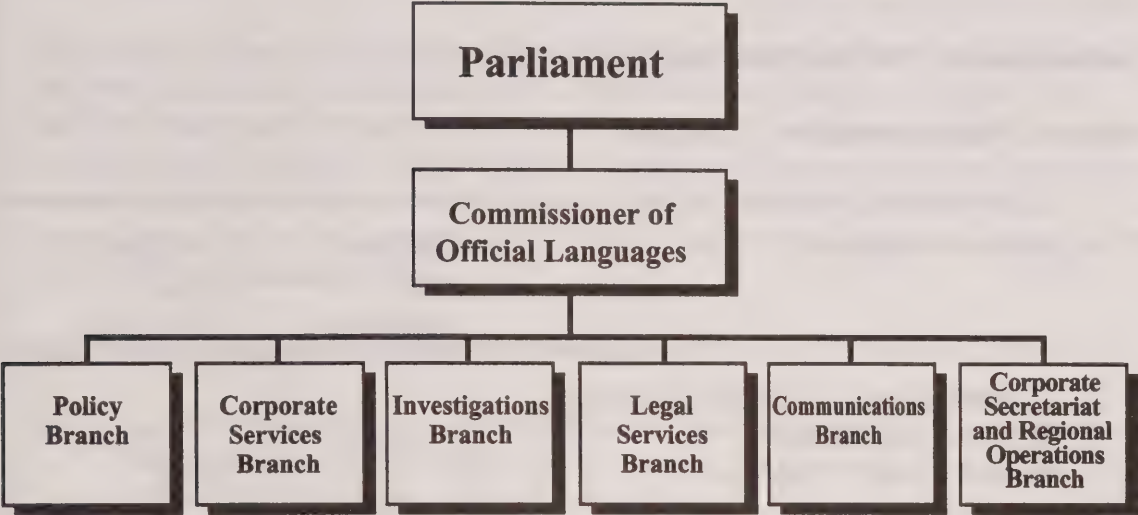 Parliament
Commissioner of
Official Languages
Policy
Branch
Corporate
Services
Branch
Investigations
Branch
Legal
Services
Branch
Communications
Branch
Corporate
Secretariat
and Regional
Operations
Branch